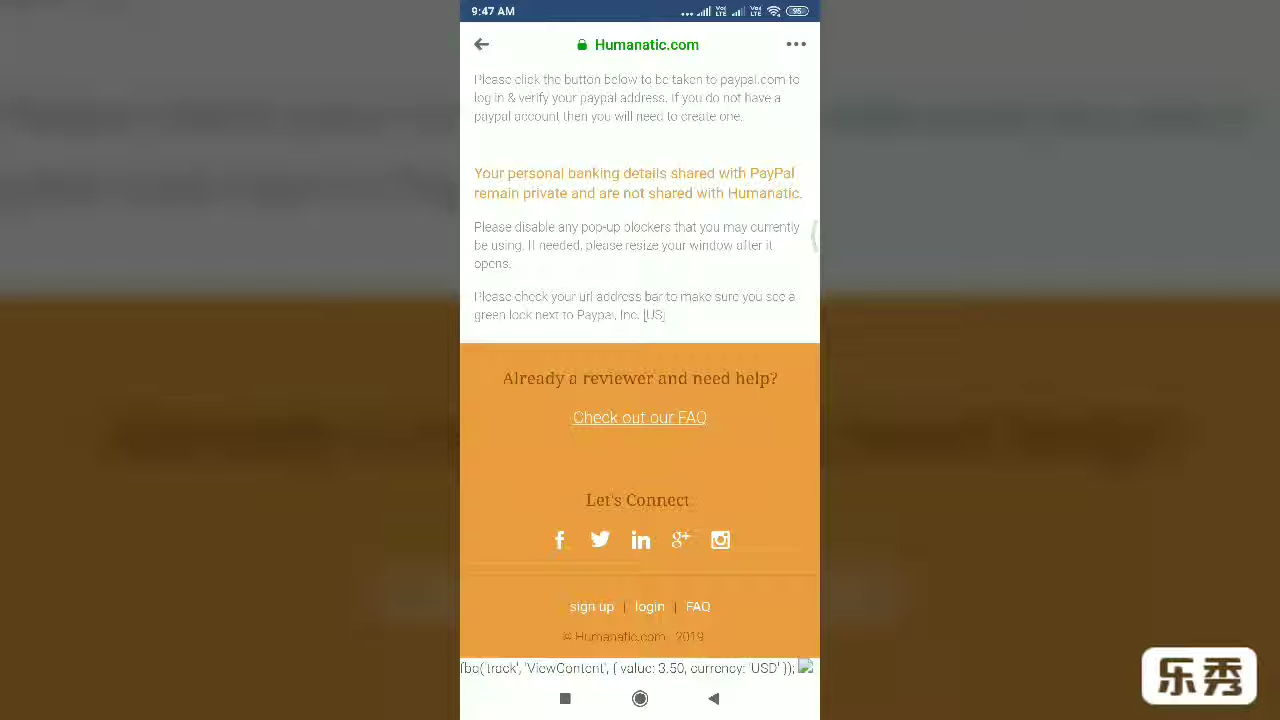 9:47 AM
Vo) LTE Vo) LTE 95
Humanatic.com
Please click the button below to be taken to paypal.com to
log in & verify your paypal address. If you do not have a
paypal account then you will need to create one.
Your personal banking details shared with PayPal
remain private and are not shared with Humanatic.
Please disable any pop-up blockers that you may currently
be using. If needed, please resize your window after it
opens.
Please check your url address bar to make sure you see a
green lock next to Paypal, Inc. [US]
Already a reviewer and need help?
Check out our FAQ
Let's Connect
sign up | login | FAQ
© Humanatic.com - 2019
fbq('track', 'ViewContent', { value: 3.50, currency: 'USD' });
乐秀